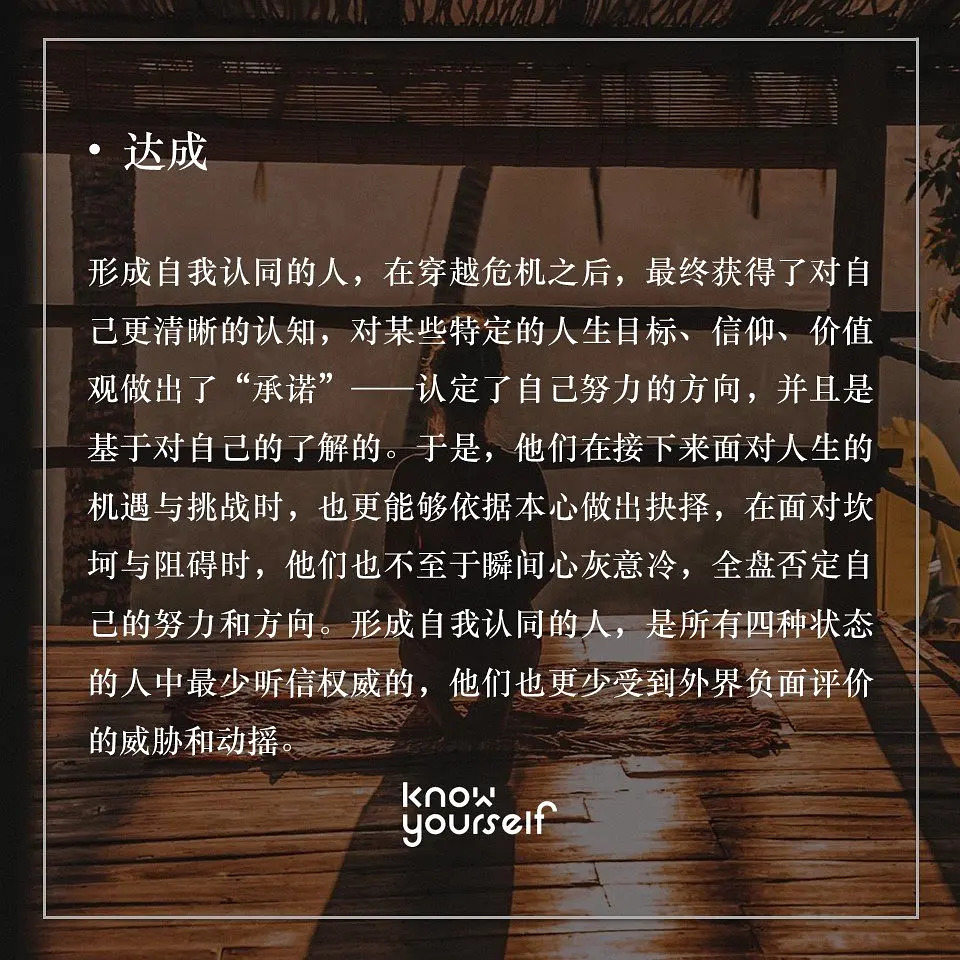 • 达成
形成自我认同的人，在穿越危机之后，最终获得了对自
己更清晰的认知，对某些特定的人生目标、信仰、价值
观做出了“承诺”——认定了自己努力的方向，并且是
基于对自己的了解的。于是，他们在接下来面对人生的
机遇与挑战时，也更能够依据本心做出抉择，在面对坎
坷与阻碍时，他们也不至于瞬间心灰意冷，全盘否定自
己的努力和方向。形成自我认同的人，是所有四种状态
的人中最少听信权威的，他们也更少受到外界负面评价
的威胁和动摇。
know
yourself